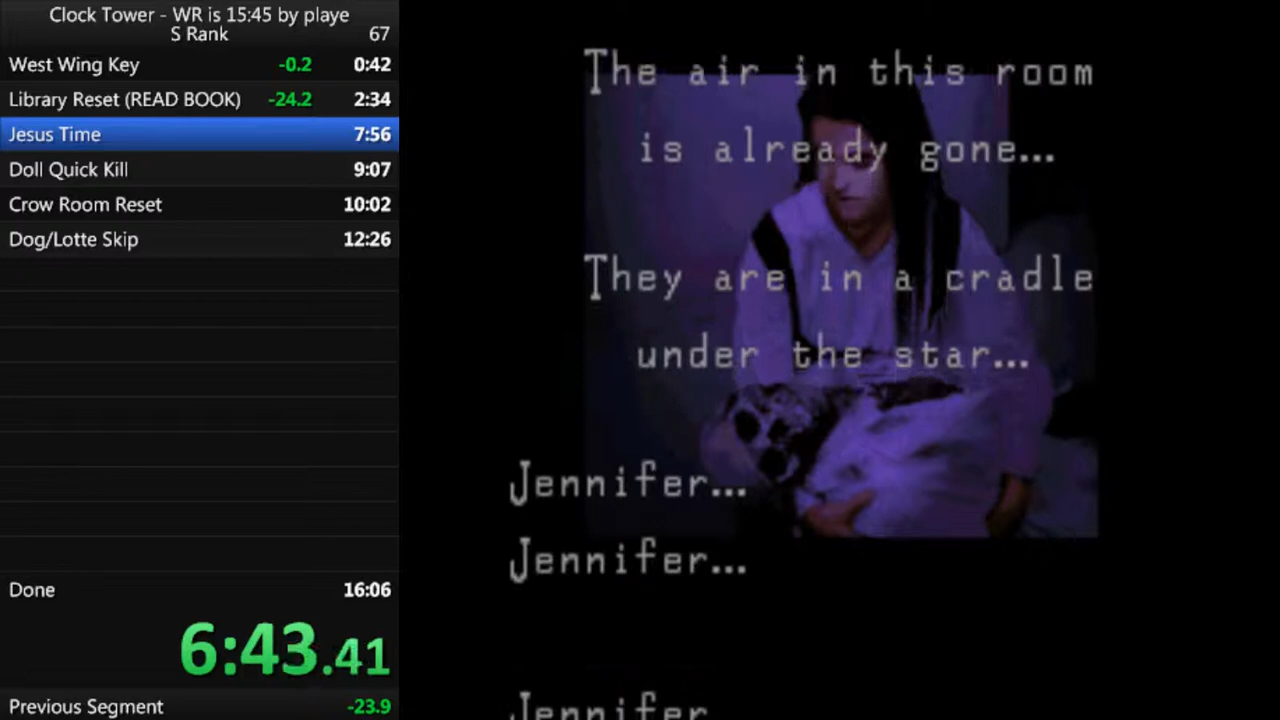 Clock Tower - WR is 15:45 by playe
S Rank 67
West Wing Key -0.2 0:42
Library Reset (READ BOOK) -24.2 2:34
Jesus Time 7:56
Doll Quick Kill 9:07
Crow Room Reset 10:02
Dog/Lotte Skip 12:26
Done 16:06
6:43.41
Previous Segment -23.9
The air in this room
is already gone...
They are in a cradle
under the star...
Jennifer...
Jennifer...
Jennifer